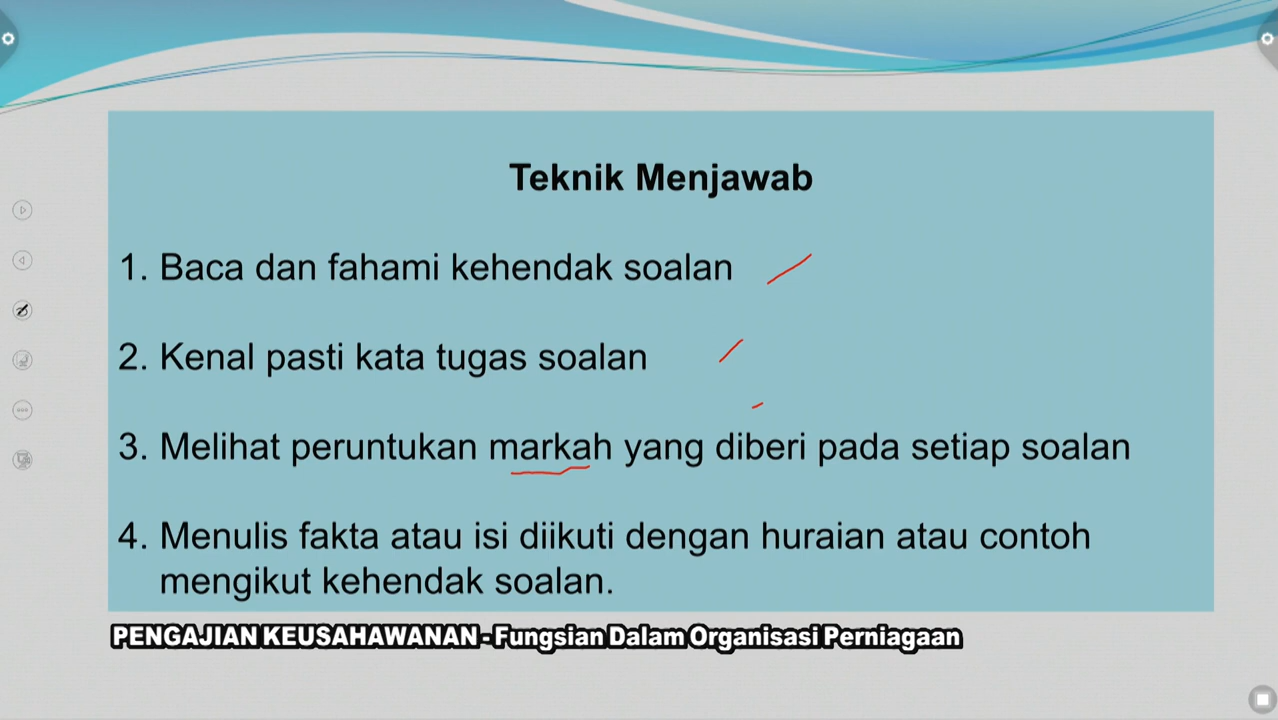 Teknik Menjawab
1. Baca dan fahami kehendak soalan
2. Kenal pasti kata tugas soalan
3. Melihat peruntukan markah yang diberi pada setiap soalan
4. Menulis fakta atau isi diikuti dengan huraian atau contoh
mengikut kehendak soalan.
PENGAJIAN KEUSAHAWANAN - Fungsian Dalam Organisasi Perniagaan